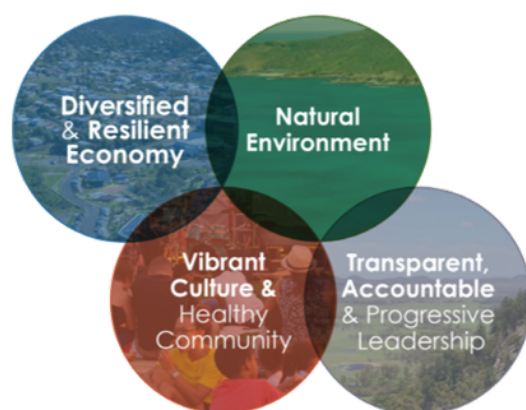 Diversified
& Resilient
Economy
Natural
Environment
Vibrant
Culture &
Healthy
Community
Transparent,
Accountable
& Progressive
Leadership